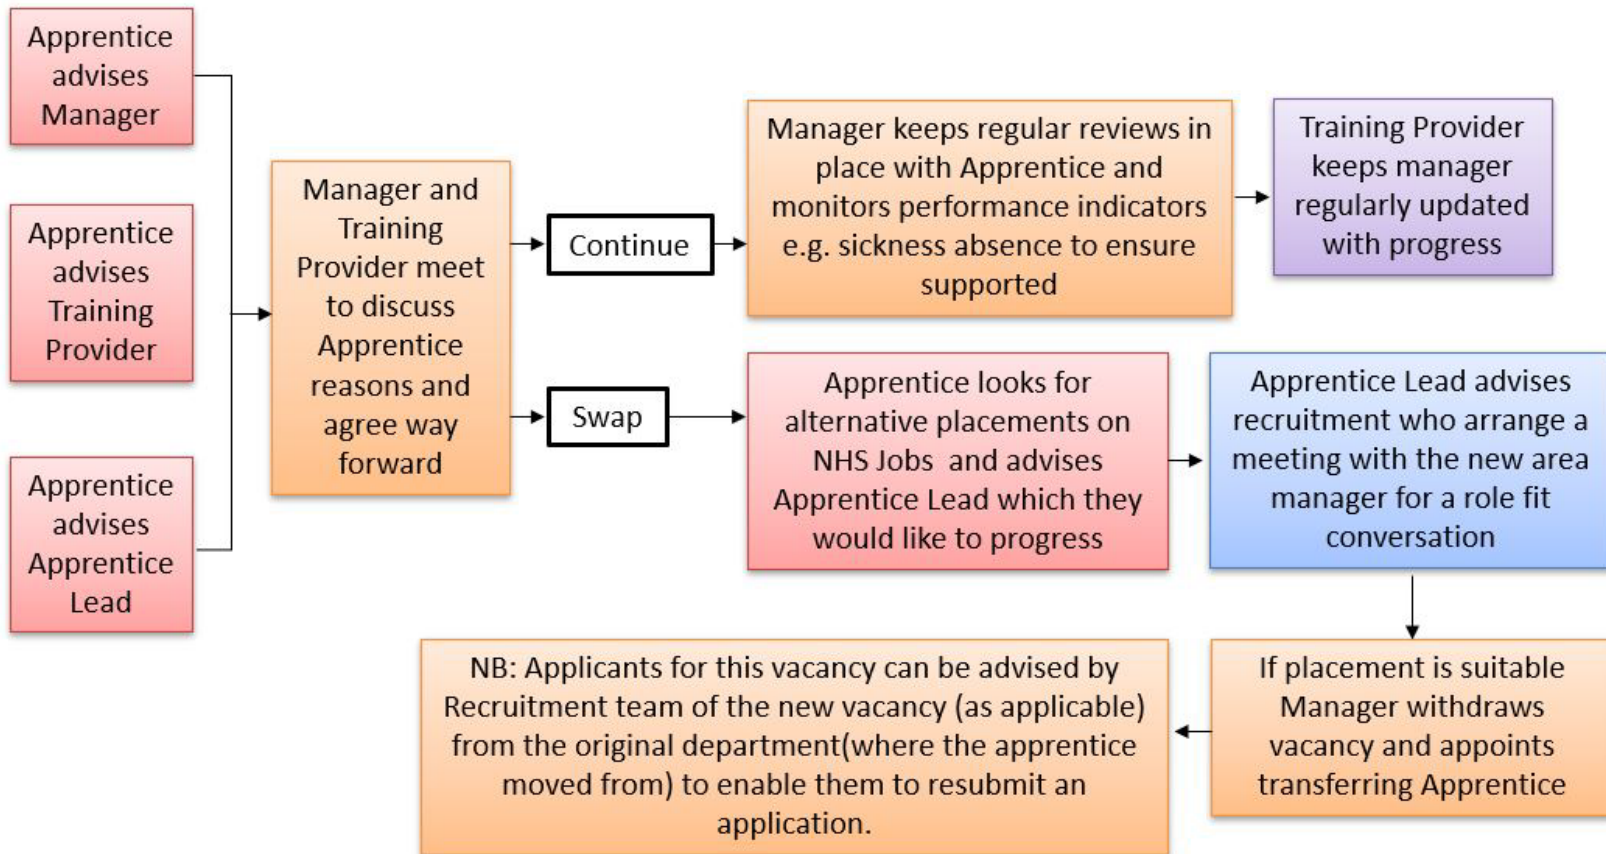 Apprentice
advises
Manager
Apprentice
advises
Training
Provider
Apprentice
advises
Apprentice
Lead
Manager and
Training
Provider meet
to discuss
Apprentice
reasons and
agree way
forward
Continue
Manager keeps regular reviews in
place with Apprentice and
monitors performance indicators
e.g. sickness absence to ensure
supported
Training Provider
keeps manager
regularly updated
with progress
Swap
Apprentice looks for
alternative placements on
NHS Jobs and advises
Apprentice Lead which they
would like to progress
Apprentice Lead advises
recruitment who arrange a
meeting with the new area
manager for a role fit
conversation
If placement is suitable
Manager withdraws
vacancy and appoints
transferring Apprentice
NB: Applicants for this vacancy can be advised by
Recruitment team of the new vacancy (as applicable)
from the original department(where the apprentice
moved from) to enable them to resubmit an
application.